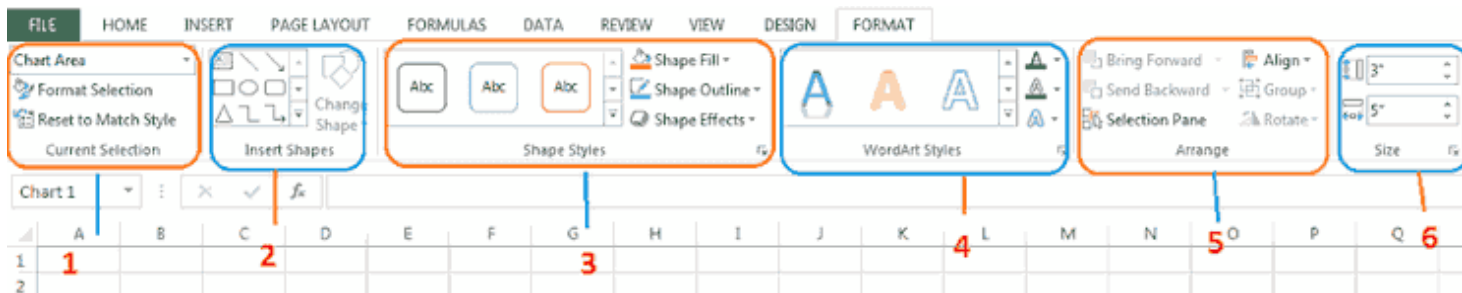 FILE HOME INSERT PAGE LAYOUT FORMULAS DATA REVIEW VIEW DESIGN FORMAT
Chart Area
Format Selection
Reset to Match Style
Current Selection
Change
Shape
Insert Shapes
Abc Abc Abc
Shape Fill
Shape Outline
Shape Effects
Shape Styles
A A A
WordArt Styles
Bring Forward
Send Backward
Selection Pane
Align
Group
Rotate
Arrange
3"
5"
Size
Chart 1
fx
A B C D E F G H I J K L M N O P Q
1 2 3 4 5 6
1
2